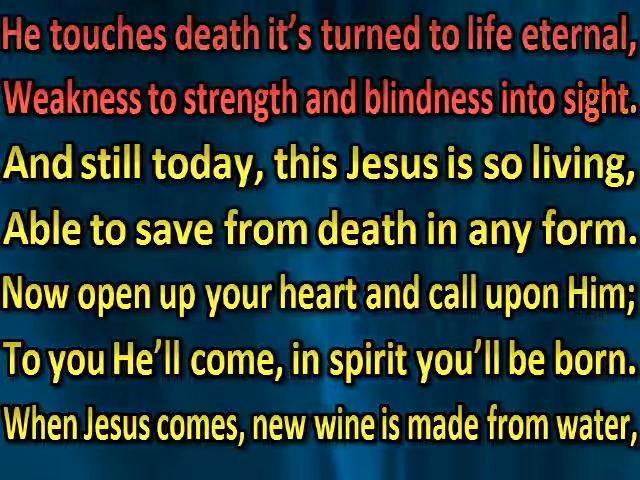 He touches death it’s turned to life eternal,
Weakness to strength and blindness into sight.
And still today, this Jesus is so living,
Able to save from death in any form.
Now open up your heart and call upon Him;
To you He’ll come, in spirit you’ll be born.
When Jesus comes, new wine is made from water,